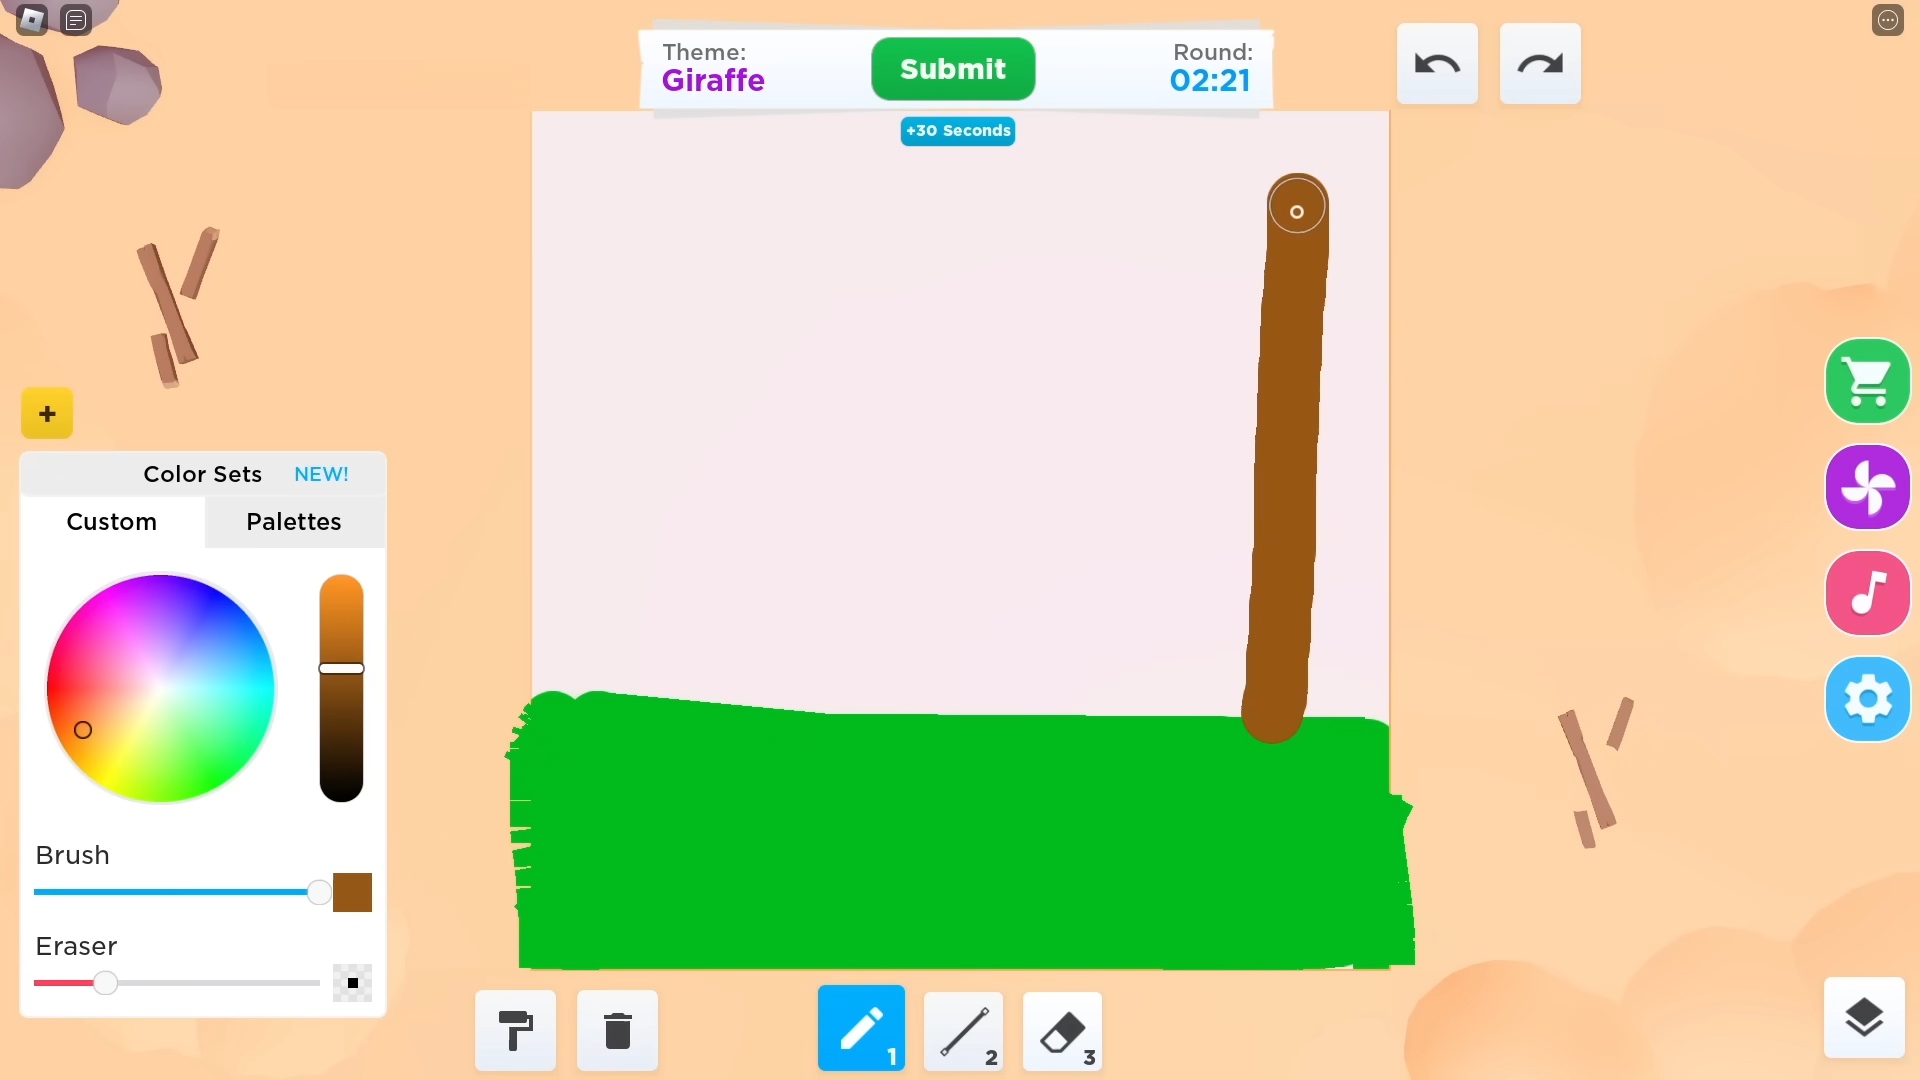 Theme:
Giraffe
Submit
Round:
02:21
+30 Seconds
+
Color Sets NEW!
Custom
Palettes
Brush
Eraser
1
2
3